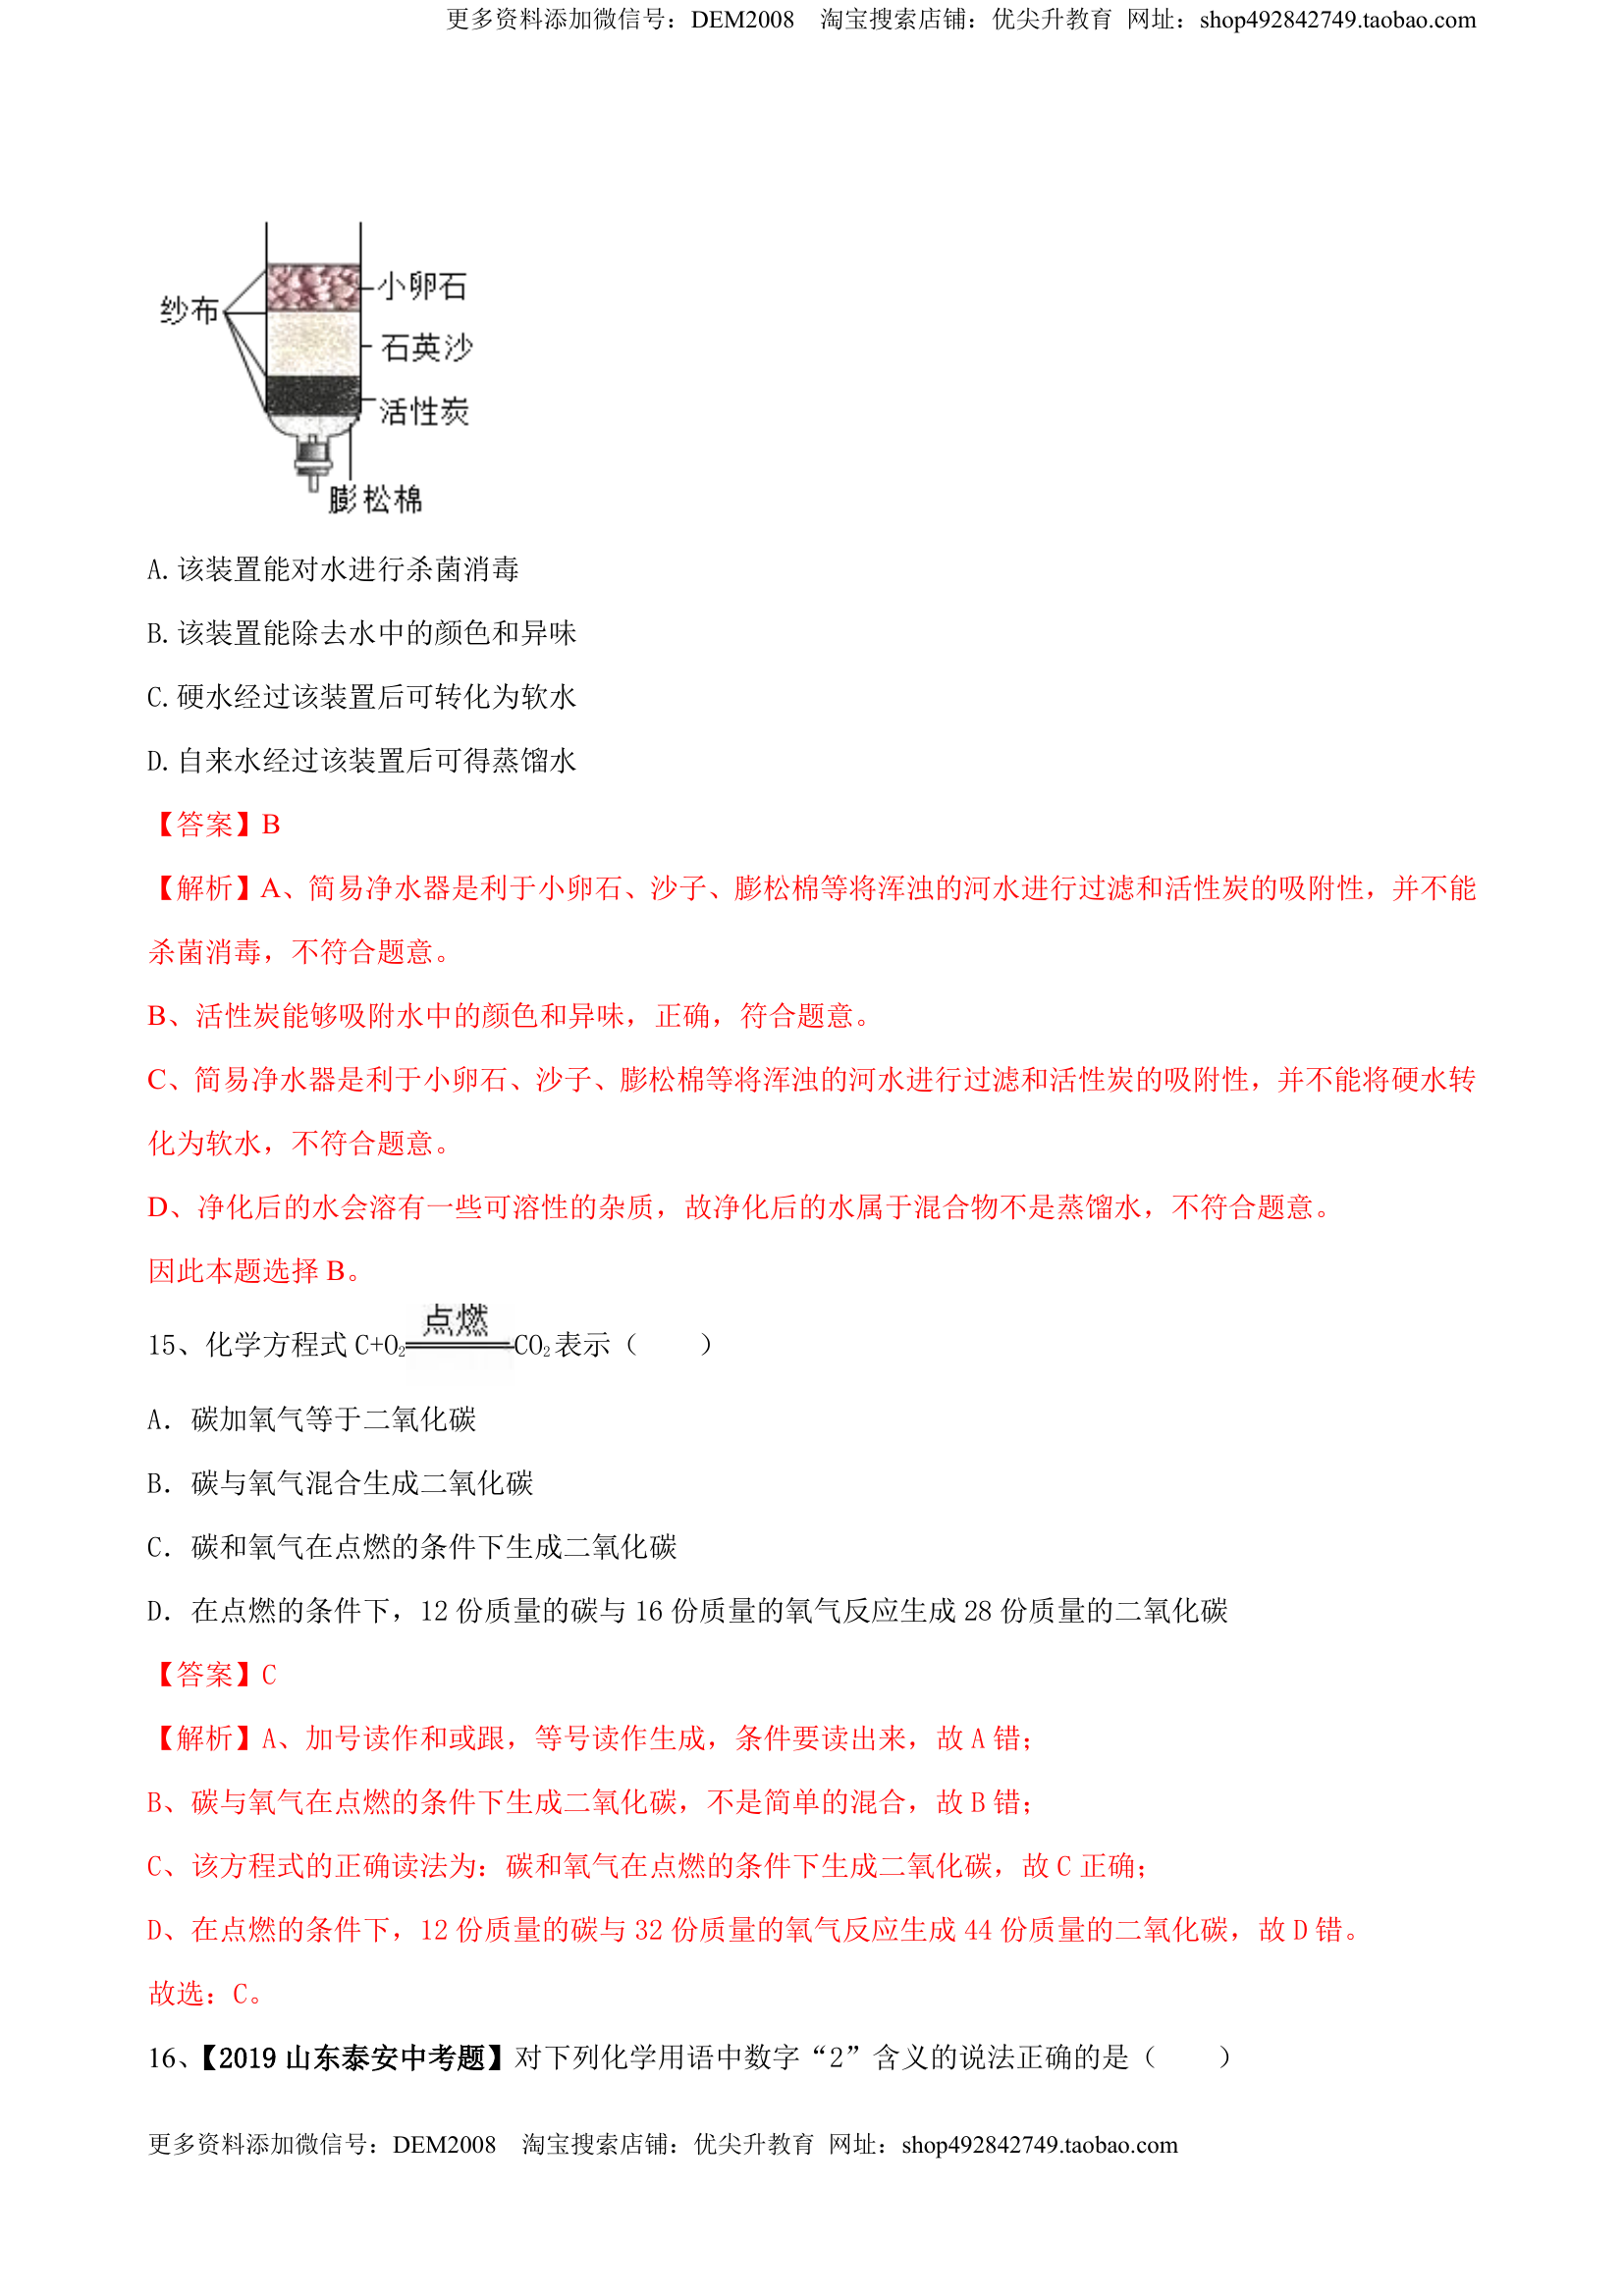 更多资料添加微信号：DEM2008  淘宝搜索店铺：优尖升教育  网址：shop492842749.taobao.com
纱布
小卵石
石英沙
活性炭
膨松棉
A.该装置能对水进行杀菌消毒
B.该装置能除去水中的颜色和异味
C.硬水经过该装置后可转化为软水
D.自来水经过该装置后可得蒸馏水
【答案】B
【解析】A、简易净水器是利于小卵石、沙子、膨松棉等将浑浊的河水进行过滤和活性炭的吸附性，并不能
杀菌消毒，不符合题意。
B、活性炭能够吸附水中的颜色和异味，正确，符合题意。
C、简易净水器是利于小卵石、沙子、膨松棉等将浑浊的河水进行过滤和活性炭的吸附性，并不能将硬水转
化为软水，不符合题意。
D、净化后的水会溶有一些可溶性的杂质，故净化后的水属于混合物不是蒸馏水，不符合题意。
因此本题选择 B。
点燃
15、化学方程式 C+O₂═══CO₂表示（    ）
A．碳加氧气等于二氧化碳
B．碳与氧气混合生成二氧化碳
C．碳和氧气在点燃的条件下生成二氧化碳
D．在点燃的条件下，12 份质量的碳与 16 份质量的氧气反应生成 28 份质量的二氧化碳
【答案】C
【解析】A、加号读作和或跟，等号读作生成，条件要读出来，故 A 错；
B、碳与氧气在点燃的条件下生成二氧化碳，不是简单的混合，故 B 错；
C、该方程式的正确读法为：碳和氧气在点燃的条件下生成二氧化碳，故 C 正确；
D、在点燃的条件下，12 份质量的碳与 32 份质量的氧气反应生成 44 份质量的二氧化碳，故 D 错。
故选：C。
16、【2019 山东泰安中考题】对下列化学用语中数字“2”含义的说法正确的是（    ）
更多资料添加微信号：DEM2008  淘宝搜索店铺：优尖升教育  网址：shop492842749.taobao.com